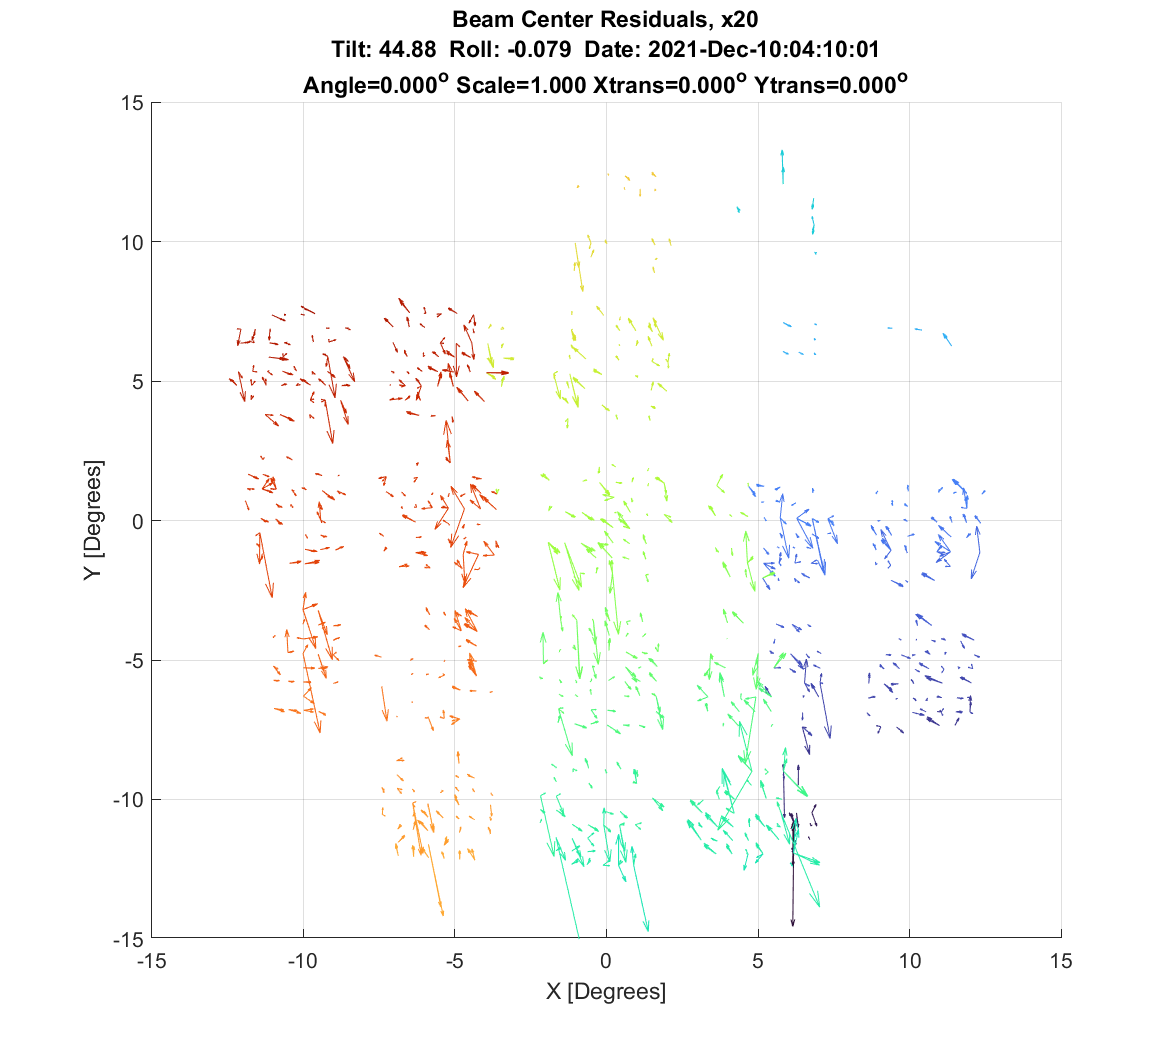 Beam Center Residuals, x20
Tilt: 44.88 Roll: -0.079 Date: 2021-Dec-10:04:10:01
Angle=0.000° Scale=1.000 Xtrans=0.000° Ytrans=0.000°
15
10
5
0
-5
-10
-15
Y [Degrees]
-15 -10 -5 0 5 10 15
X [Degrees]